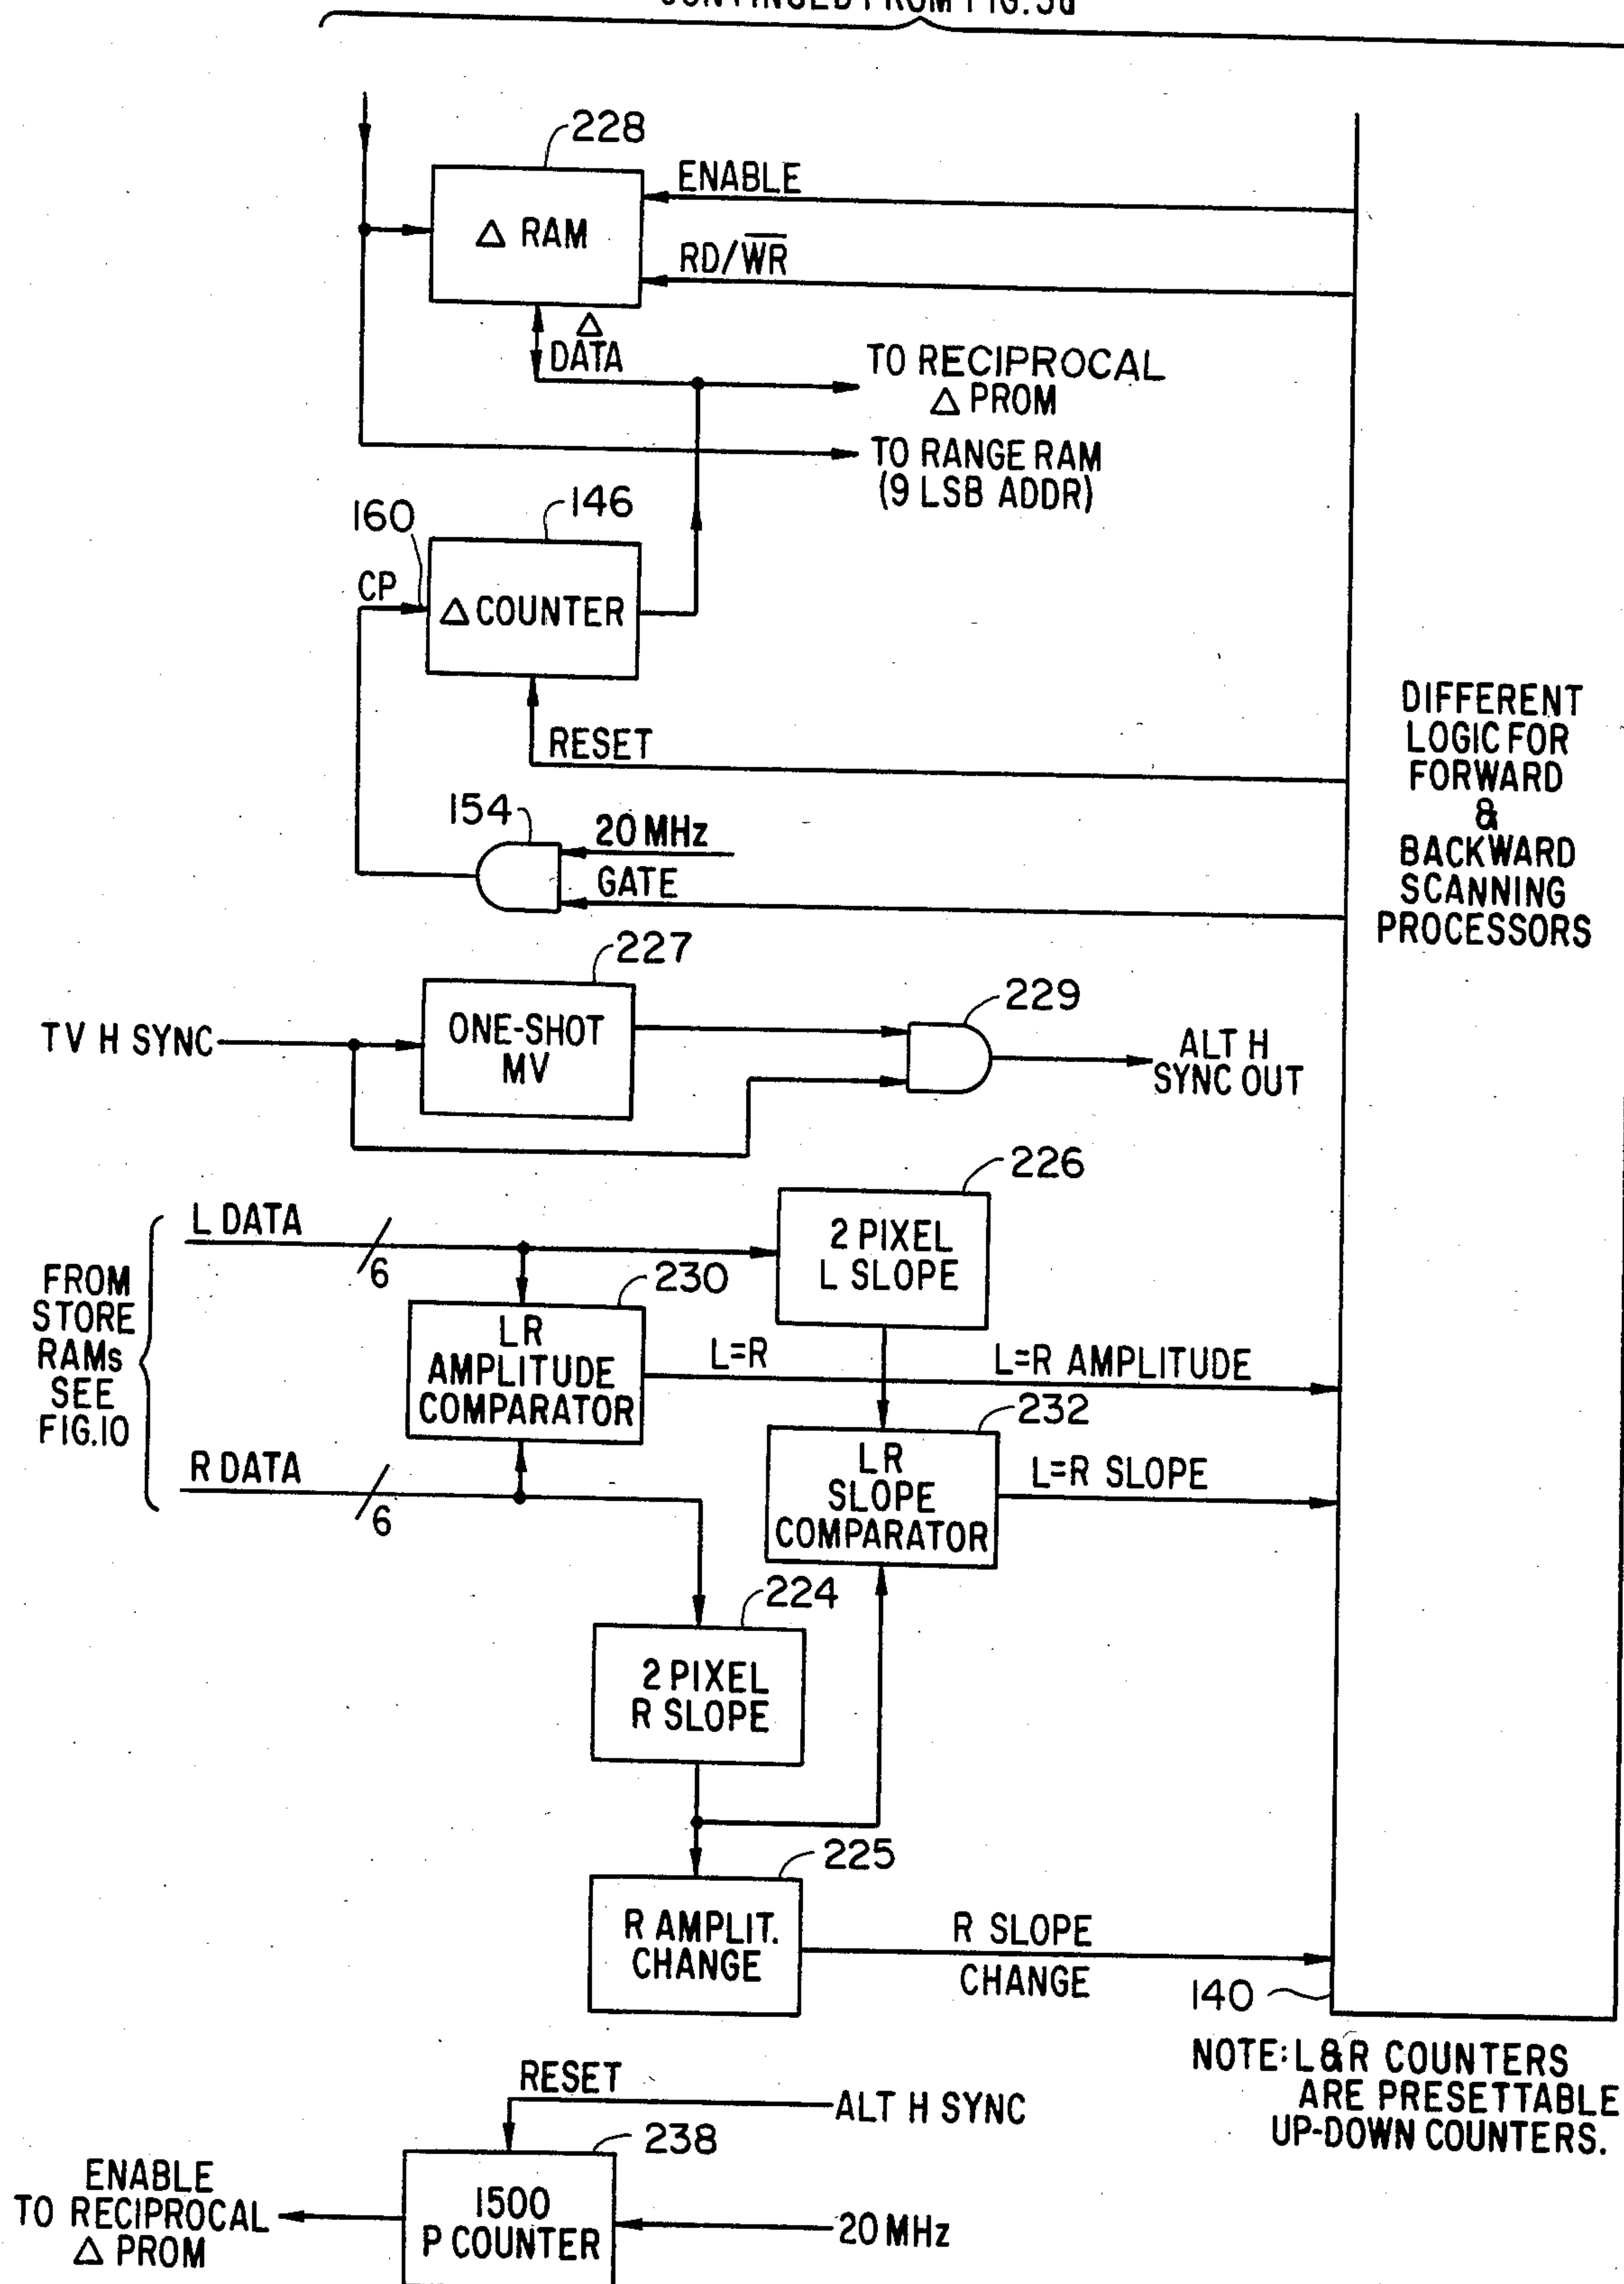 CONTINUED FROM FIG. 5a
228
ENABLE
Δ RAM
RD/W̅R̅
Δ
DATA
TO RECIPROCAL
Δ PROM
TO RANGE RAM
(9 LSB ADDR)
160
146
CP
Δ COUNTER
RESET
154
20 MHz
GATE
DIFFERENT
LOGIC FOR
FORWARD
&
BACKWARD
SCANNING
PROCESSORS
227
229
TV H SYNC
ONE-SHOT
MV
ALT H
SYNC OUT
226
L DATA
6
2 PIXEL
L SLOPE
FROM
STORE
RAMs
SEE
FIG.10
230
LR
AMPLITUDE
COMPARATOR
L=R
L=R AMPLITUDE
232
R DATA
6
LR
SLOPE
COMPARATOR
L=R SLOPE
224
2 PIXEL
R SLOPE
225
R AMPLIT.
CHANGE
R SLOPE
CHANGE
140
NOTE: L&R COUNTERS
ARE PRESETTABLE
UP-DOWN COUNTERS.
RESET
ALT H SYNC
238
ENABLE
TO RECIPROCAL
Δ PROM
1500
P COUNTER
20 MHz